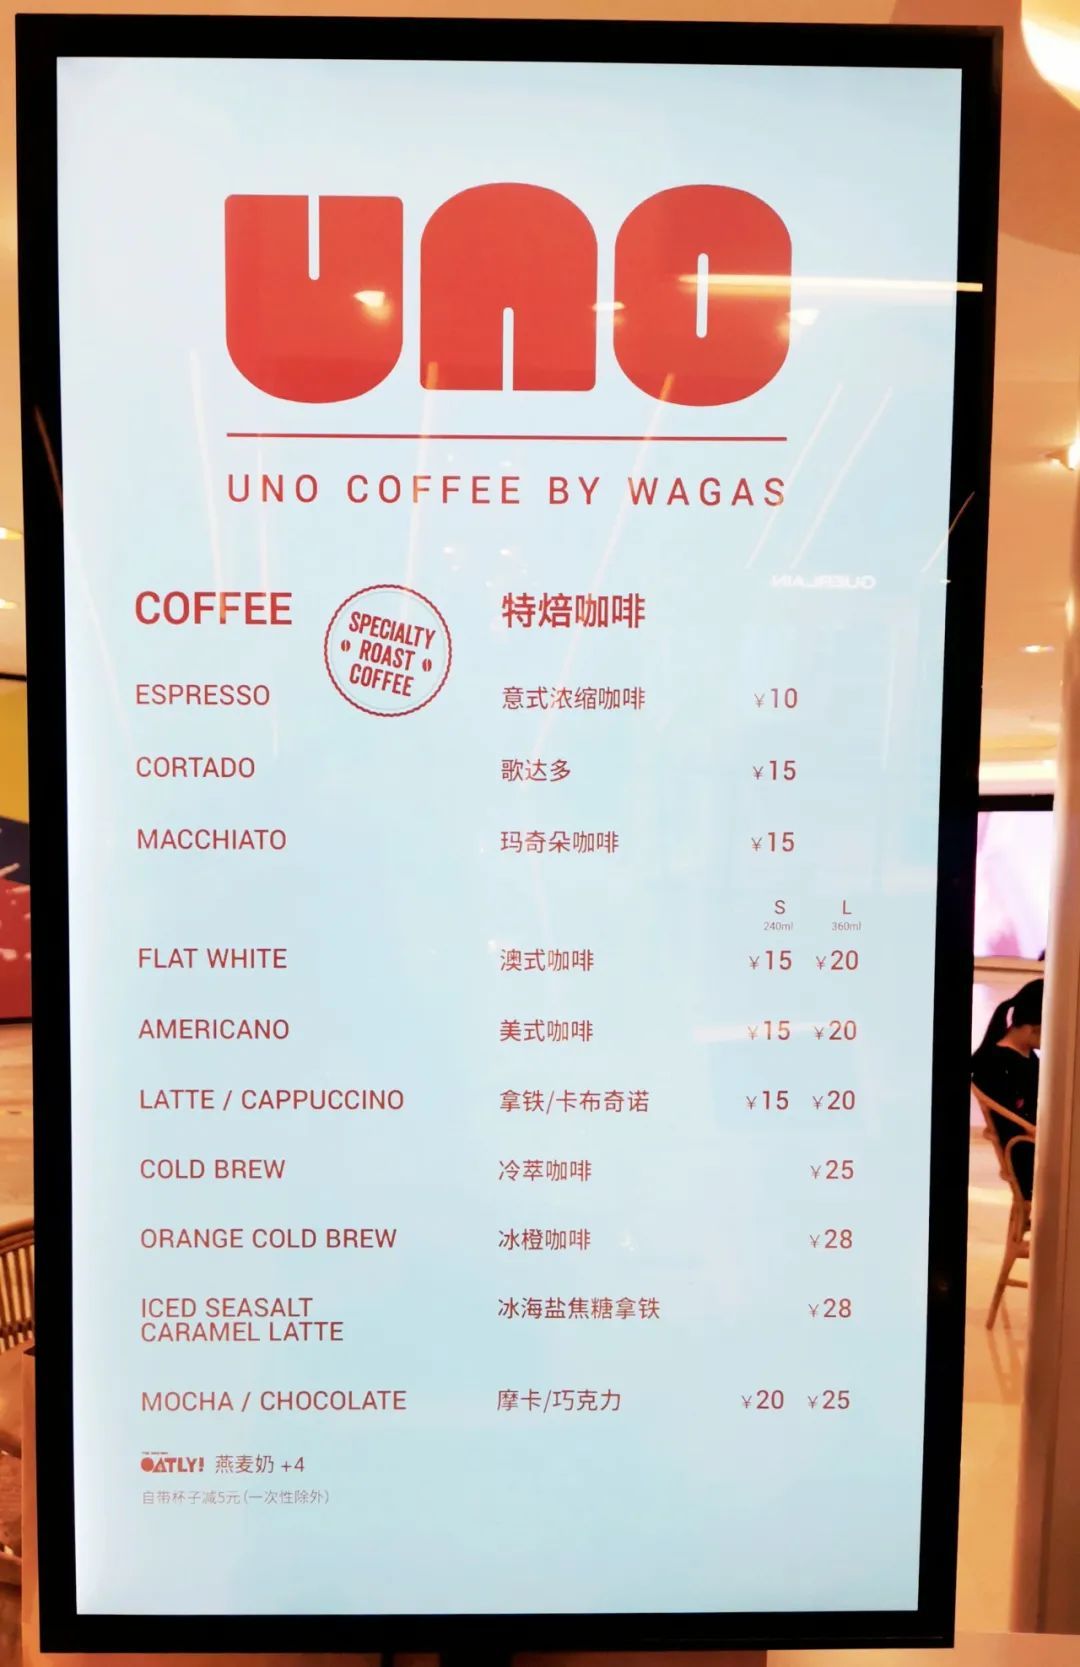 UNO
UNO COFFEE BY WAGAS
COFFEE 特焙咖啡
SPECIALTY
ROAST
COFFEE
ESPRESSO 意式浓缩咖啡 ¥10
CORTADO 歌达多 ¥15
MACCHIATO 玛奇朵咖啡 ¥15
S L
240ml 360ml
FLAT WHITE 澳式咖啡 ¥15 ¥20
AMERICANO 美式咖啡 ¥15 ¥20
LATTE / CAPPUCCINO 拿铁/卡布奇诺 ¥15 ¥20
COLD BREW 冷萃咖啡 ¥25
ORANGE COLD BREW 冰橙咖啡 ¥28
ICED SEASALT 冰海盐焦糖拿铁 ¥28
CARAMEL LATTE
MOCHA / CHOCOLATE 摩卡/巧克力 ¥20 ¥25
OATLY! 燕麦奶 +4
自带杯子减5元(一次性除外)
GUERLAIN